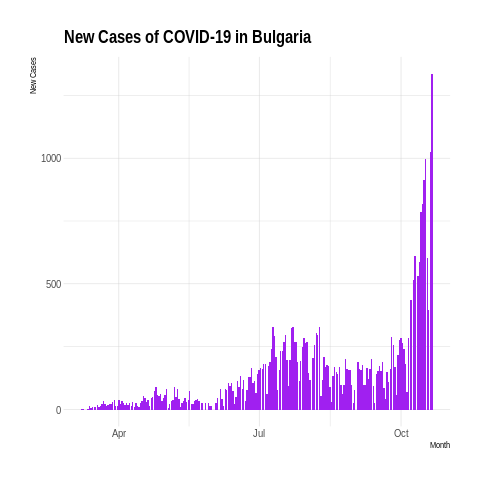 New Cases of COVID-19 in Bulgaria
New Cases
1000
500
0
Apr
Jul
Oct
Month